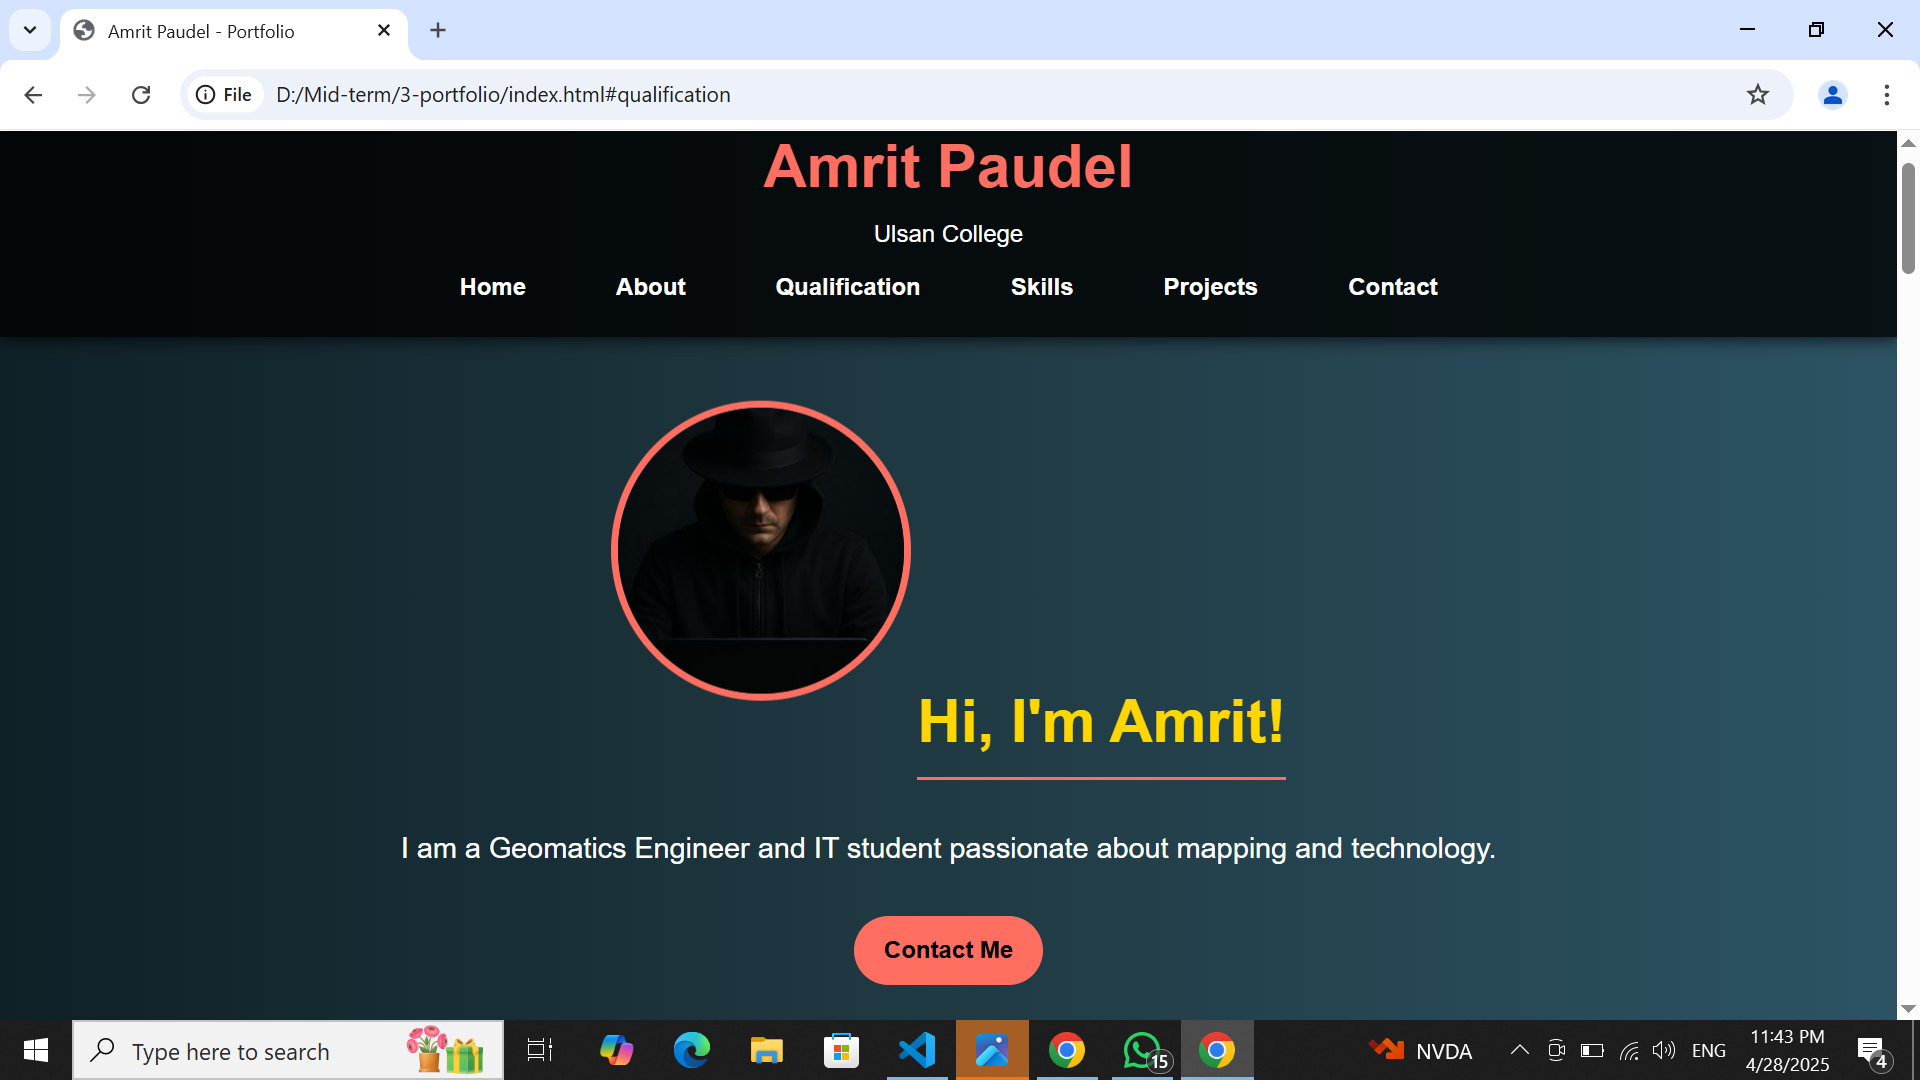 Amrit Paudel - Portfolio
File
D:/Mid-term/3-portfolio/index.html#qualification
Amrit Paudel
Ulsan College
Home About Qualification Skills Projects Contact
Hi, I'm Amrit!
I am a Geomatics Engineer and IT student passionate about mapping and technology.
Contact Me
Type here to search
15
NVDA
ENG
11:43 PM
4/28/2025
4